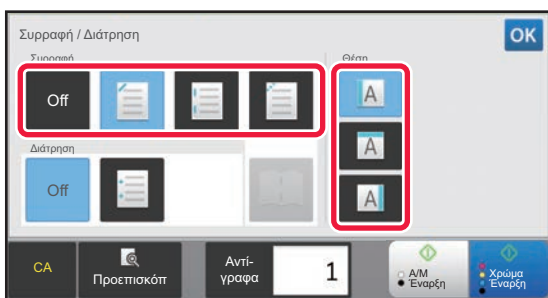 Συρραφή / Διάτρηση
OK
Συρραφή
Θέση
Off
A
A
A
Διάτρηση
Off
CA
Προεπισκόπ
Αντί-
γραφα
1
A/M
Έναρξη
Χρώμα
Έναρξη